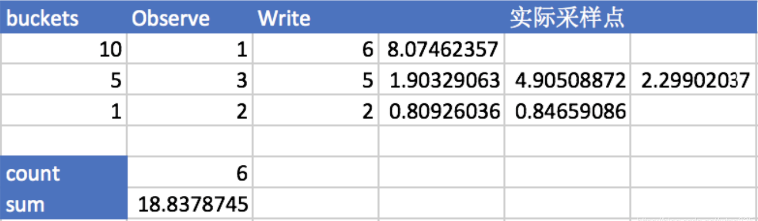 buckets Observe Write 实际采样点
10 1 6 8.07462357
5 3 5 1.90329063 4.90508872 2.29902037
1 2 2 0.80926036 0.84659086
count 6
sum 18.8378745